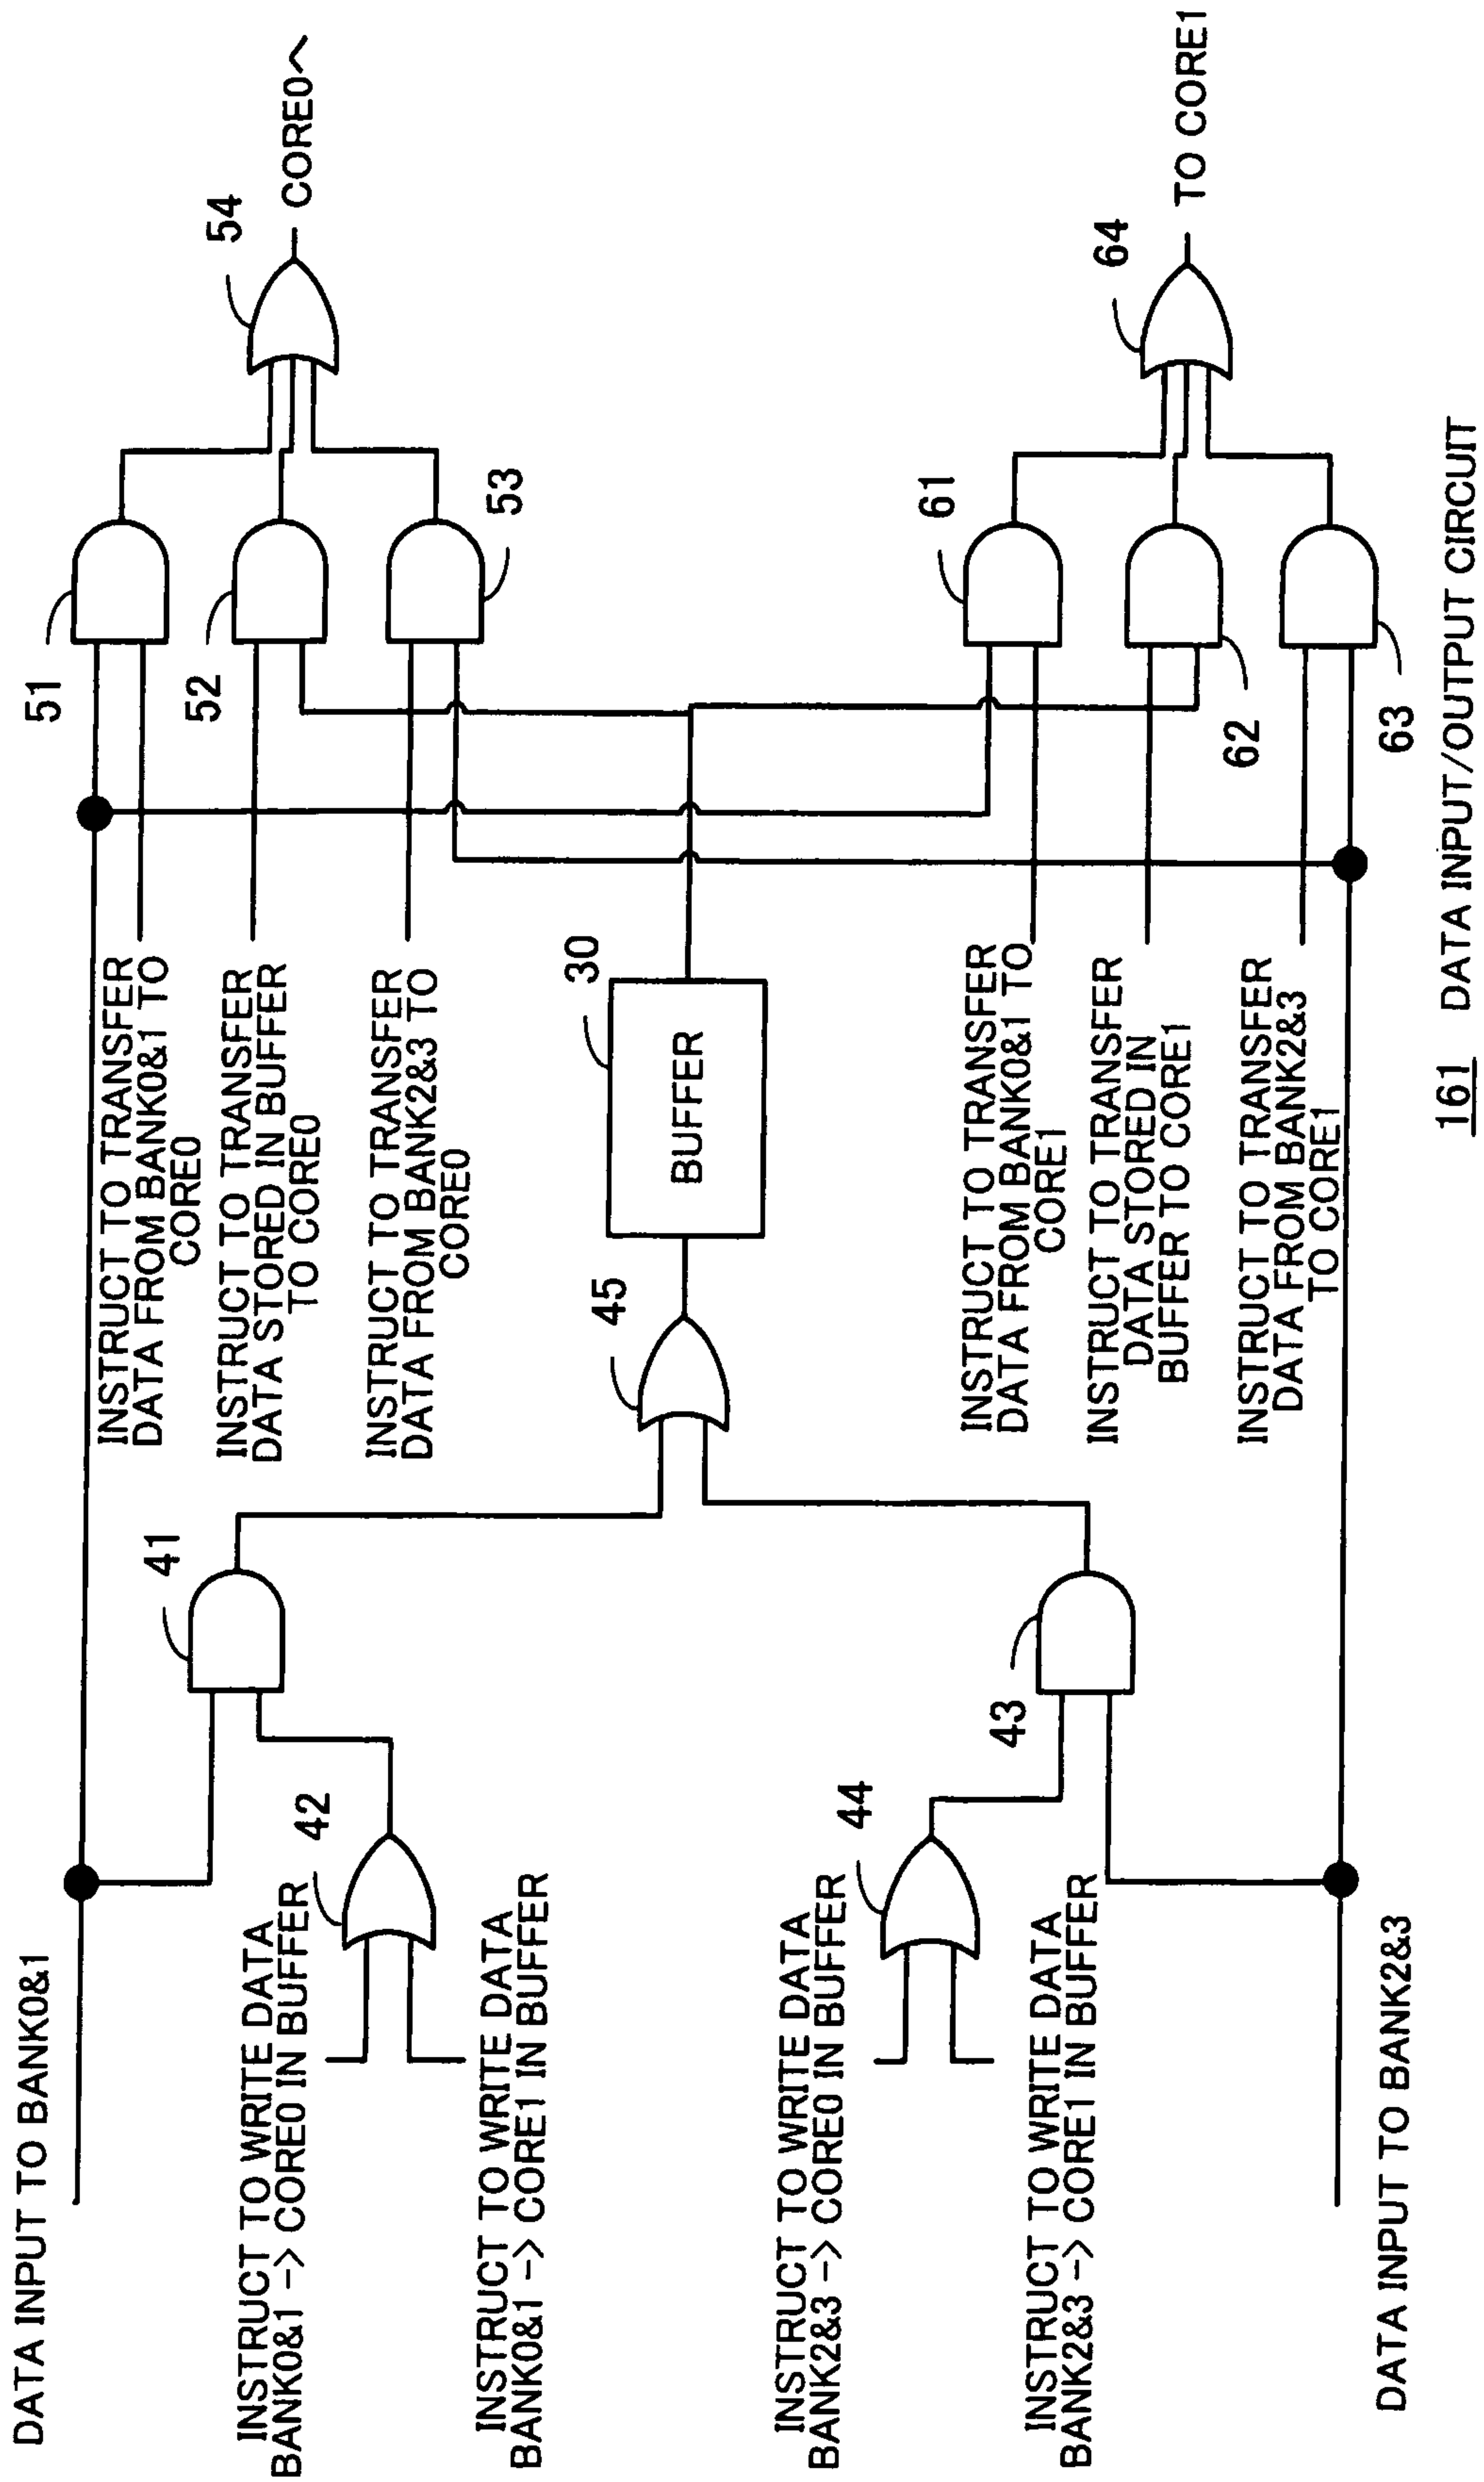 DATA INPUT TO BANK0&1
INSTRUCT TO WRITE DATA
BANK0&1 -> CORE0 IN BUFFER
42
41
INSTRUCT TO WRITE DATA
BANK0&1 -> CORE1 IN BUFFER
INSTRUCT TO WRITE DATA
BANK2&3 -> CORE0 IN BUFFER
44
43
INSTRUCT TO WRITE DATA
BANK2&3 -> CORE1 IN BUFFER
DATA INPUT TO BANK2&3
45
30
BUFFER
INSTRUCT TO TRANSFER
DATA FROM BANK0&1 TO
CORE0
INSTRUCT TO TRANSFER
DATA STORED IN BUFFER
TO CORE0
INSTRUCT TO TRANSFER
DATA FROM BANK2&3 TO
CORE0
INSTRUCT TO TRANSFER
DATA FROM BANK0&1 TO
CORE1
INSTRUCT TO TRANSFER
DATA STORED IN
BUFFER TO CORE1
INSTRUCT TO TRANSFER
DATA FROM BANK2&3
TO CORE1
51
52
53
54
CORE0へ
61
62
63
64
TO CORE1
161 DATA INPUT/OUTPUT CIRCUIT